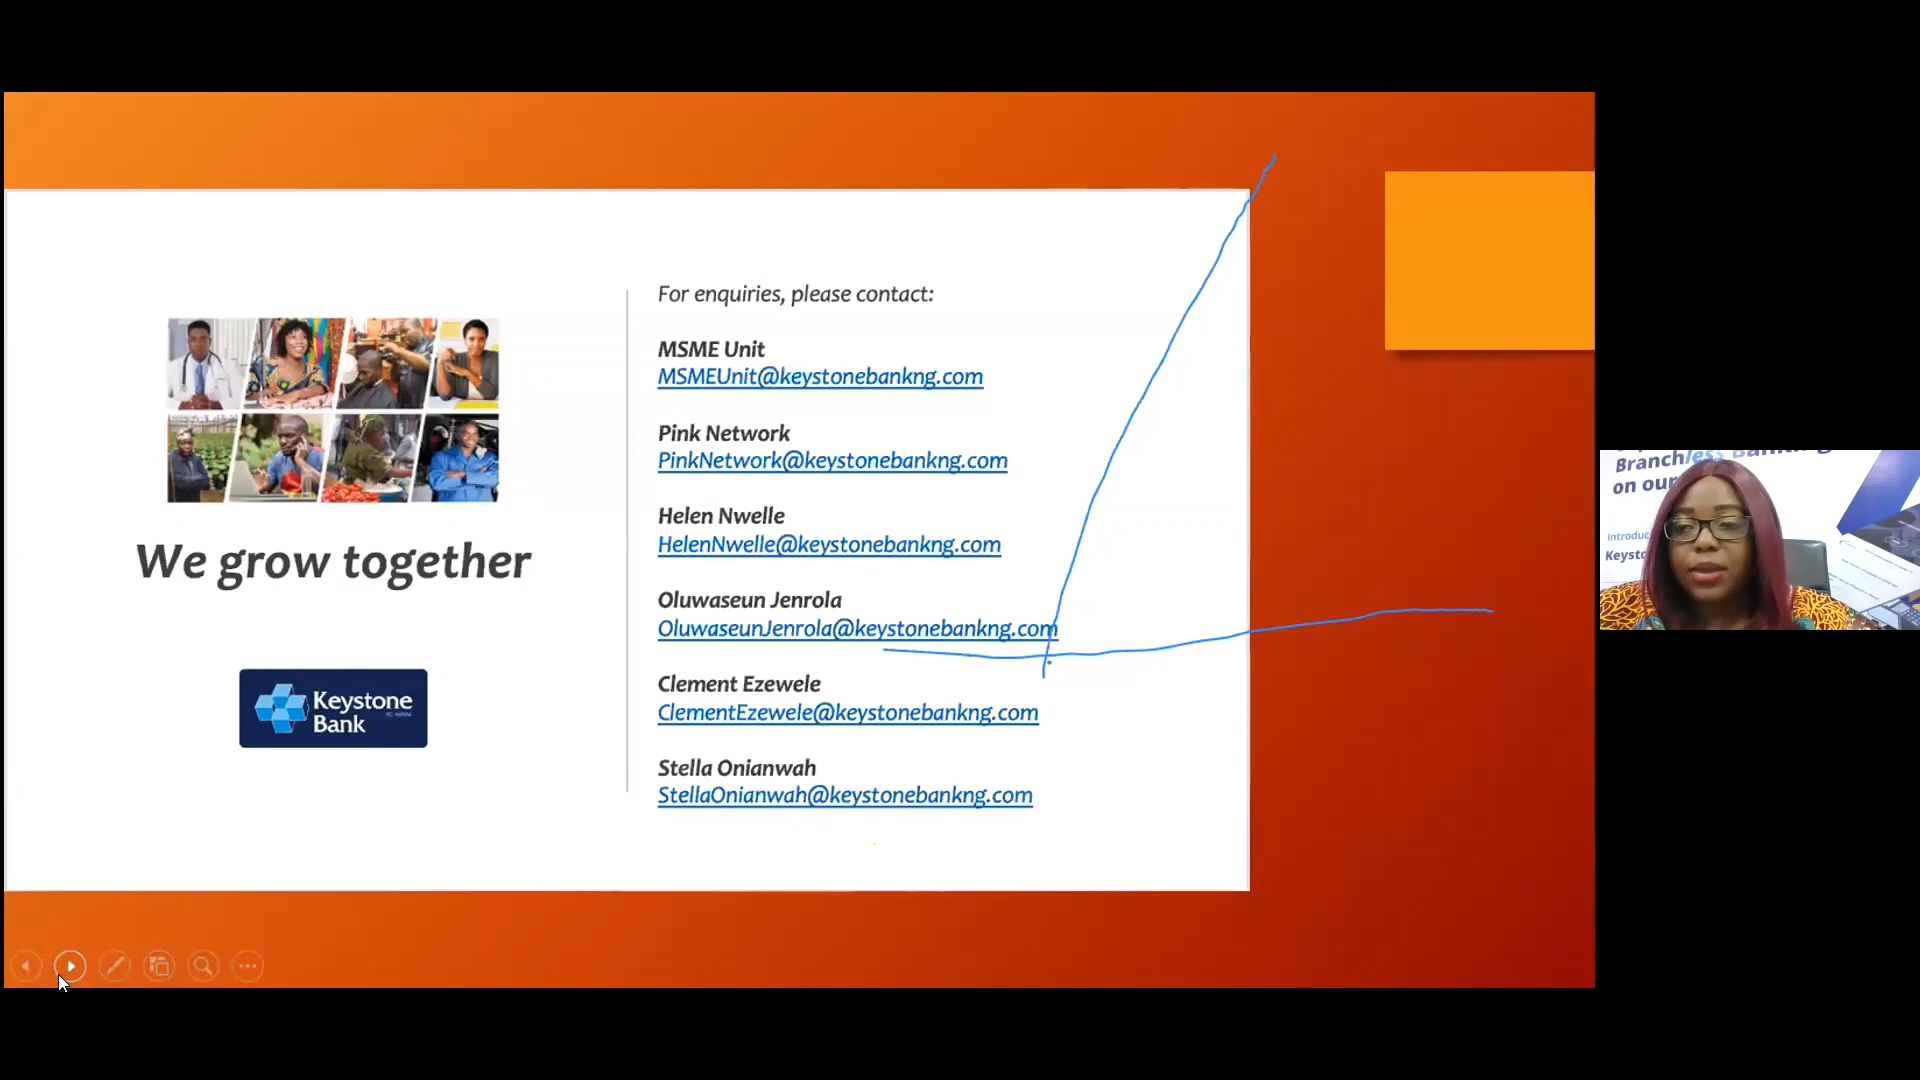 We grow together
Keystone
Bank
For enquiries, please contact:
MSME Unit
MSMEUnit@keystonebankng.com
Pink Network
PinkNetwork@keystonebankng.com
Helen Nwelle
HelenNwelle@keystonebankng.com
Oluwaseun Jenrola
OluwaseunJenrola@keystonebankng.com
Clement Ezewele
ClementEzewele@keystonebankng.com
Stella Onianwah
StellaOnianwah@keystonebankng.com
Branchless Banking
on our